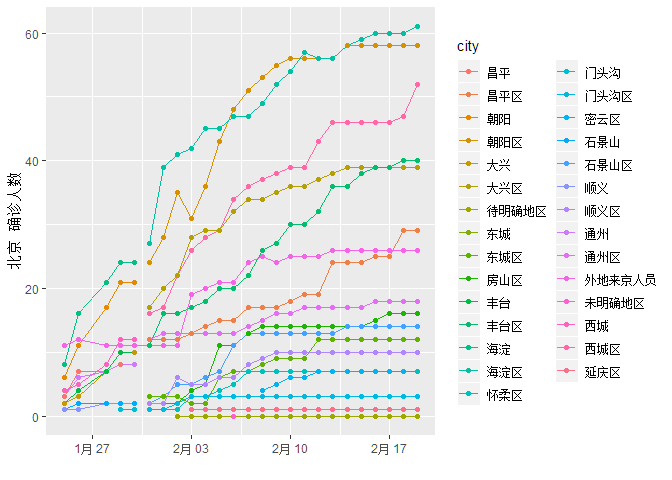 60
40
20
0
北京 确诊人数
1月 27
2月 03
2月 10
2月 17
city
昌平
昌平区
朝阳
朝阳区
大兴
大兴区
待明确地区
东城
东城区
房山区
丰台
丰台区
海淀
海淀区
怀柔区
门头沟
门头沟区
密云区
石景山
石景山区
顺义
顺义区
通州
通州区
外地来京人员
未明确地区
西城
西城区
延庆区